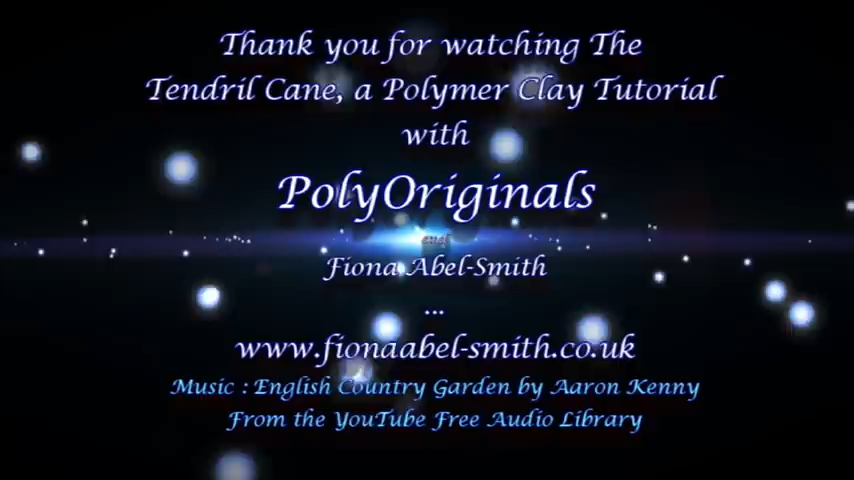 Thank you for watching The
Tendril Cane, a Polymer Clay Tutorial
with
PolyOriginals
and
Fiona Abel-Smith
...
www.fionaabel-smith.co.uk
Music : English Country Garden by Aaron Kenny
From the YouTube Free Audio Library